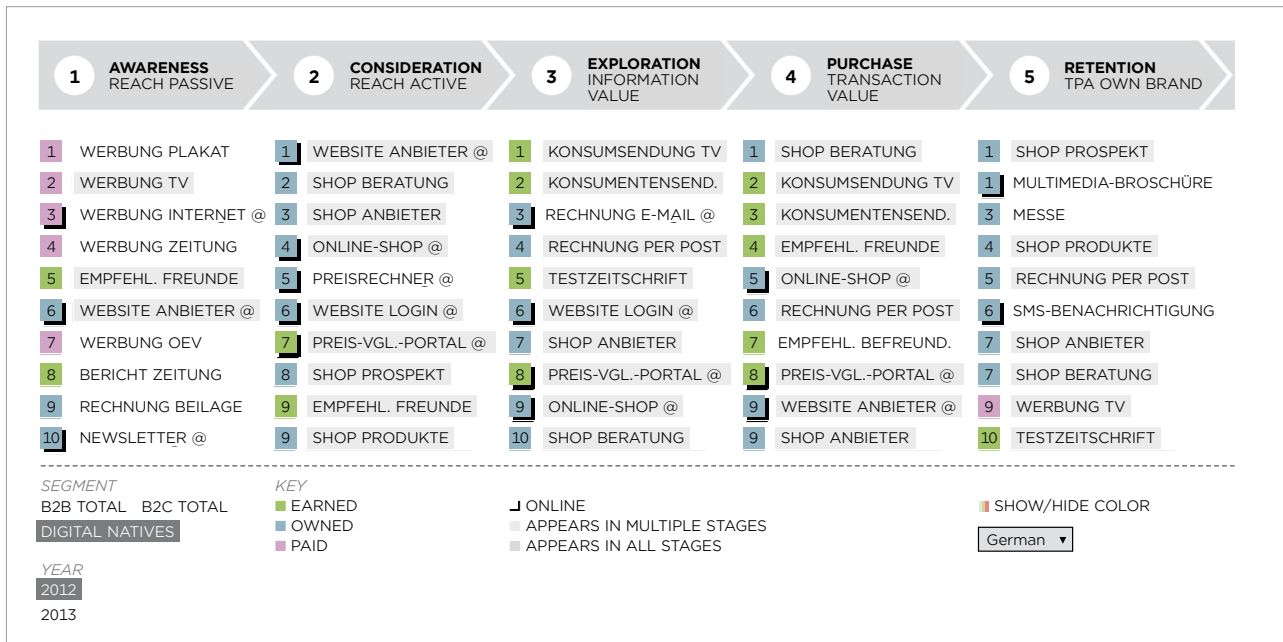 1 AWARENESS
REACH PASSIVE
2 CONSIDERATION
REACH ACTIVE
3 EXPLORATION
INFORMATION
VALUE
4 PURCHASE
TRANSACTION
VALUE
5 RETENTION
TPA OWN BRAND
1 WERBUNG PLAKAT
2 WERBUNG TV
3 WERBUNG INTERNET @
4 WERBUNG ZEITUNG
5 EMPFEHL. FREUNDE
6 WEBSITE ANBIETER @
7 WERBUNG OEV
8 BERICHT ZEITUNG
9 RECHNUNG BEILAGE
10 NEWSLETTER @
1 WEBSITE ANBIETER @
2 SHOP BERATUNG
3 SHOP ANBIETER
4 ONLINE-SHOP @
5 PREISRECHNER @
6 WEBSITE LOGIN @
7 PREIS-VGL.-PORTAL @
8 SHOP PROSPEKT
9 EMPFEHL. FREUNDE
9 SHOP PRODUKTE
1 KONSUMSENDUNG TV
2 KONSUMENTENSEND.
3 RECHNUNG E-MAIL @
4 RECHNUNG PER POST
5 TESTZEITSCHRIFT
6 WEBSITE LOGIN @
7 SHOP ANBIETER
8 PREIS-VGL.-PORTAL @
9 ONLINE-SHOP @
10 SHOP BERATUNG
1 SHOP BERATUNG
2 KONSUMSENDUNG TV
3 KONSUMENTENSEND.
4 EMPFEHL. FREUNDE
5 ONLINE-SHOP @
6 RECHNUNG PER POST
7 EMPFEHL. BEFREUND.
8 PREIS-VGL.-PORTAL @
9 WEBSITE ANBIETER @
9 SHOP ANBIETER
1 SHOP PROSPEKT
1 MULTIMEDIA-BROSCHÜRE
3 MESSE
4 SHOP PRODUKTE
5 RECHNUNG PER POST
6 SMS-BENACHRICHTIGUNG
7 SHOP ANBIETER
7 SHOP BERATUNG
9 WERBUNG TV
10 TESTZEITSCHRIFT
SEGMENT
B2B TOTAL B2C TOTAL
DIGITAL NATIVES
YEAR
2012
2013
KEY
EARNED
OWNED
PAID
ONLINE
APPEARS IN MULTIPLE STAGES
APPEARS IN ALL STAGES
SHOW/HIDE COLOR
German